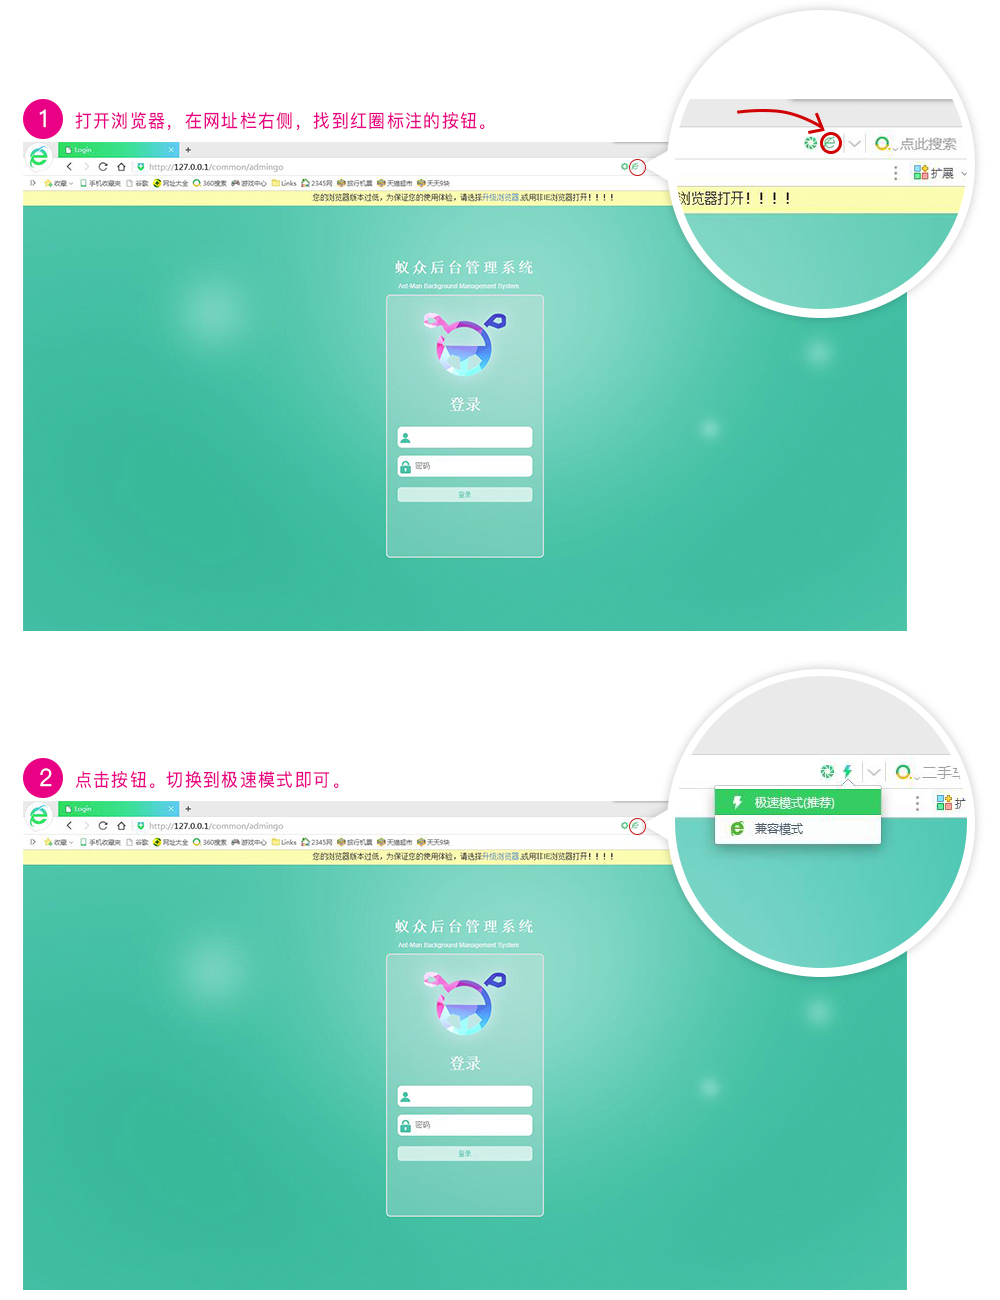 1 打开浏览器，在网址栏右侧，找到红圈标注的按钮。
Login
http://127.0.0.1/common/admingo
收藏 手机收藏夹 谷歌 网址大全 360搜索 游戏中心 Links 2345网 旅行机票 天猫超市 天天9块
您的浏览器版本过低，为保证您的使用体验，请选择升级浏览器,或用非IE浏览器打开！！！！
点此搜索
扩展
浏览器打开！！！！
蚁众后台管理系统
Ant-Man Background Management System
登录
密码
登录
2 点击按钮。切换到极速模式即可。
Login
http://127.0.0.1/common/admingo
收藏 手机收藏夹 谷歌 网址大全 360搜索 游戏中心 Links 2345网 旅行机票 天猫超市 天天9块
您的浏览器版本过低，为保证您的使用体验，请选择升级浏览器,或用非IE浏览器打开！！！！
二手
极速模式(推荐)
扩
兼容模式
蚁众后台管理系统
Ant-Man Background Management System
登录
密码
登录